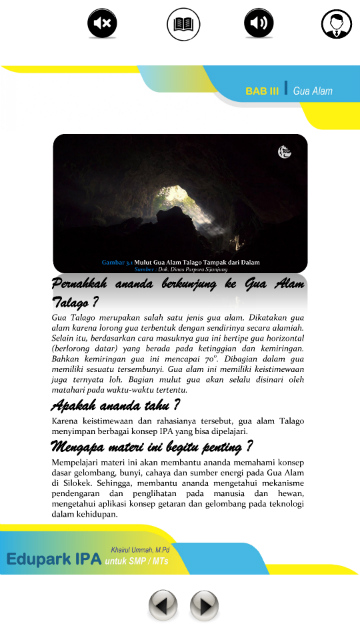 BAB III | Gua Alam
Gambar 51 Mulut Gua Alam Talago Tampak dari Dalam
Sumber : Dok. Dinas Parpora Sijunjung
Pernahkah ananda berkunjung ke Gua Alam
Talago ?
Gua Talago merupakan salah satu jenis gua alam. Dikatakan gua
alam karena lorong gua terbentuk dengan sendirinya secara alamiah.
Selain itu, berdasarkan cara masuknya gua ini bertipe gua horizontal
(berlorong datar) yang berada pada ketinggian dan kemiringan.
Bahkan kemiringan gua ini mencapai 70°. Dibagian dalam gua
memiliki sesuatu tersembunyi. Gua alam ini memiliki keistimewaan
juga ternyata loh. Bagian mulut gua akan selalu disinari oleh
matahari pada waktu-waktu tertentu.
Apakah ananda tahu ?
Karena keistimewaan dan rahasianya tersebut, gua alam Talago
menyimpan berbagai konsep IPA yang bisa dipelajari.
Mengapa materi ini begitu penting ?
Mempelajari materi ini akan membantu ananda memahami konsep
dasar gelombang, bunyi, cahaya dan sumber energi pada Gua Alam
di Silokek. Sehingga, membantu ananda mengetahui mekanisme
pendengaran dan penglihatan pada manusia dan hewan,
mengetahui aplikasi konsep getaran dan gelombang pada teknologi
dalam kehidupan.
Khairul Ummah, M.Pd
Edupark IPA untuk SMP / MTs